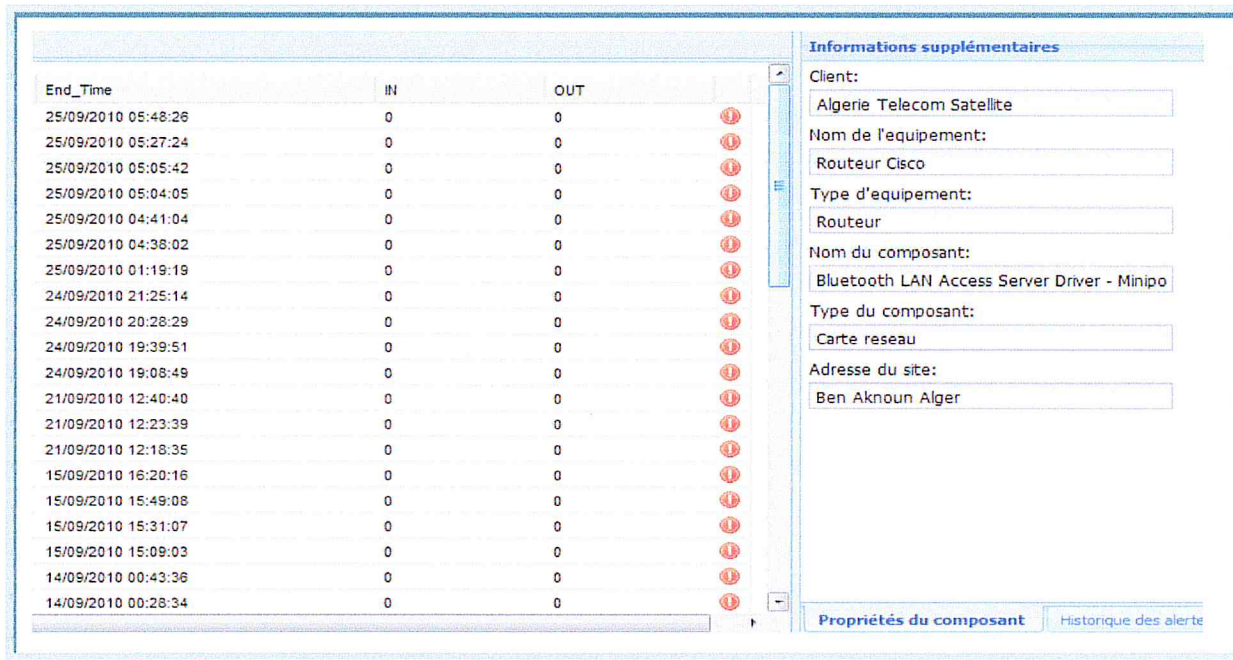 End_Time IN OUT
25/09/2010 05:48:26 0 0
25/09/2010 05:27:24 0 0
25/09/2010 05:05:42 0 0
25/09/2010 05:04:05 0 0
25/09/2010 04:41:04 0 0
25/09/2010 04:38:02 0 0
25/09/2010 01:19:19 0 0
24/09/2010 21:25:14 0 0
24/09/2010 20:28:29 0 0
24/09/2010 19:39:51 0 0
24/09/2010 19:08:49 0 0
21/09/2010 12:40:40 0 0
21/09/2010 12:23:39 0 0
21/09/2010 12:18:35 0 0
15/09/2010 16:20:16 0 0
15/09/2010 15:49:08 0 0
15/09/2010 15:31:07 0 0
15/09/2010 15:09:03 0 0
14/09/2010 00:43:36 0 0
14/09/2010 00:28:34 0 0
Informations supplémentaires
Client:
Algerie Telecom Satellite
Nom de l'equipement:
Routeur Cisco
Type d'equipement:
Routeur
Nom du composant:
Bluetooth LAN Access Server Driver - Minipo
Type du composant:
Carte reseau
Adresse du site:
Ben Aknoun Alger
Propriétés du composant Historique des alerte